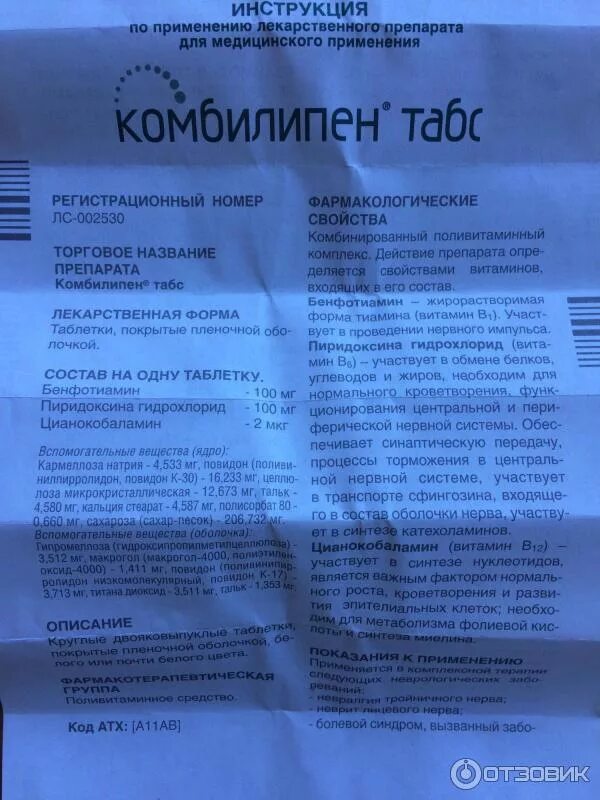 ИНСТРУКЦИЯ
по применению лекарственного препарата
для медицинского применения
комбилипен® табс
РЕГИСТРАЦИОННЫЙ НОМЕР
ЛС-002530
ТОРГОВОЕ НАЗВАНИЕ
ПРЕПАРАТА
Комбилипен® табс
ЛЕКАРСТВЕННАЯ ФОРМА
Таблетки, покрытые пленочной обо-
лочкой.
СОСТАВ НА ОДНУ ТАБЛЕТКУ.
Бенфотиамин - 100 мг
Пиридоксина гидрохлорид - 100 мг
Цианокобаламин - 2 мкг
Вспомогательные вещества (ядро):
Кармеллоза натрия - 4,533 мг, повидон (поливи-
нилпирролидон, повидон К-30) - 16,233 мг, целлю-
лоза микрокристаллическая - 12,673 мг, тальк -
4,580 мг, кальция стеарат - 4,587 мг, полисорбат 80 -
0,660 мг, сахароза (сахар-песок) - 206,732 мг.
Вспомогательные вещества (оболочка):
Гипромеллоза (гидроксипропилметилцеллюлоза) -
3,512 мг, макрогол (макрогол-4000, полиэтилен-
оксид-4000) - 1,411 мг, повидон (поливинилпир-
ролидон низкомолекулярный, повидон К-17) -
3,713 мг, титана диоксид - 3,511 мг, тальк - 1,353 мг.
ОПИСАНИЕ
Круглые двояковыпуклые таблетки,
покрытые пленочной оболочкой, бе-
лого или почти белого цвета.
ФАРМАКОТЕРАПЕВТИЧЕСКАЯ
ГРУППА
Поливитаминное средство.
Код АТХ: [A11AB]
ФАРМАКОЛОГИЧЕСКИЕ
СВОЙСТВА
Комбинированный поливитаминный
комплекс. Действие препарата опре-
деляется свойствами витаминов,
входящих в его состав.
Бенфотиамин – жирорастворимая
форма тиамина (витамин В1). Участ-
вует в проведении нервного импульса.
Пиридоксина гидрохлорид (вита-
мин В6) – участвует в обмене белков,
углеводов и жиров, необходим для
нормального кроветворения, функ-
ционирования центральной и пери-
ферической нервной системы. Обес-
печивает синаптическую передачу,
процессы торможения в централь-
ной нервной системе, участвует
в транспорте сфингозина, входяще-
го в состав оболочки нерва, участву-
ет в синтезе катехоламинов.
Цианокобаламин (витамин В12) –
участвует в синтезе нуклеотидов,
является важным фактором нормаль-
ного роста, кроветворения и разви-
тия эпителиальных клеток; необхо-
дим для метаболизма фолиевой кис-
лоты и синтеза миелина.
ПОКАЗАНИЯ К ПРИМЕНЕНИЮ
Применяется в комплексной терапии
следующих неврологических забо-
леваний:
- невралгия тройничного нерва;
- неврит лицевого нерва;
- болевой синдром, вызванный забо-
ОТЗОВИК